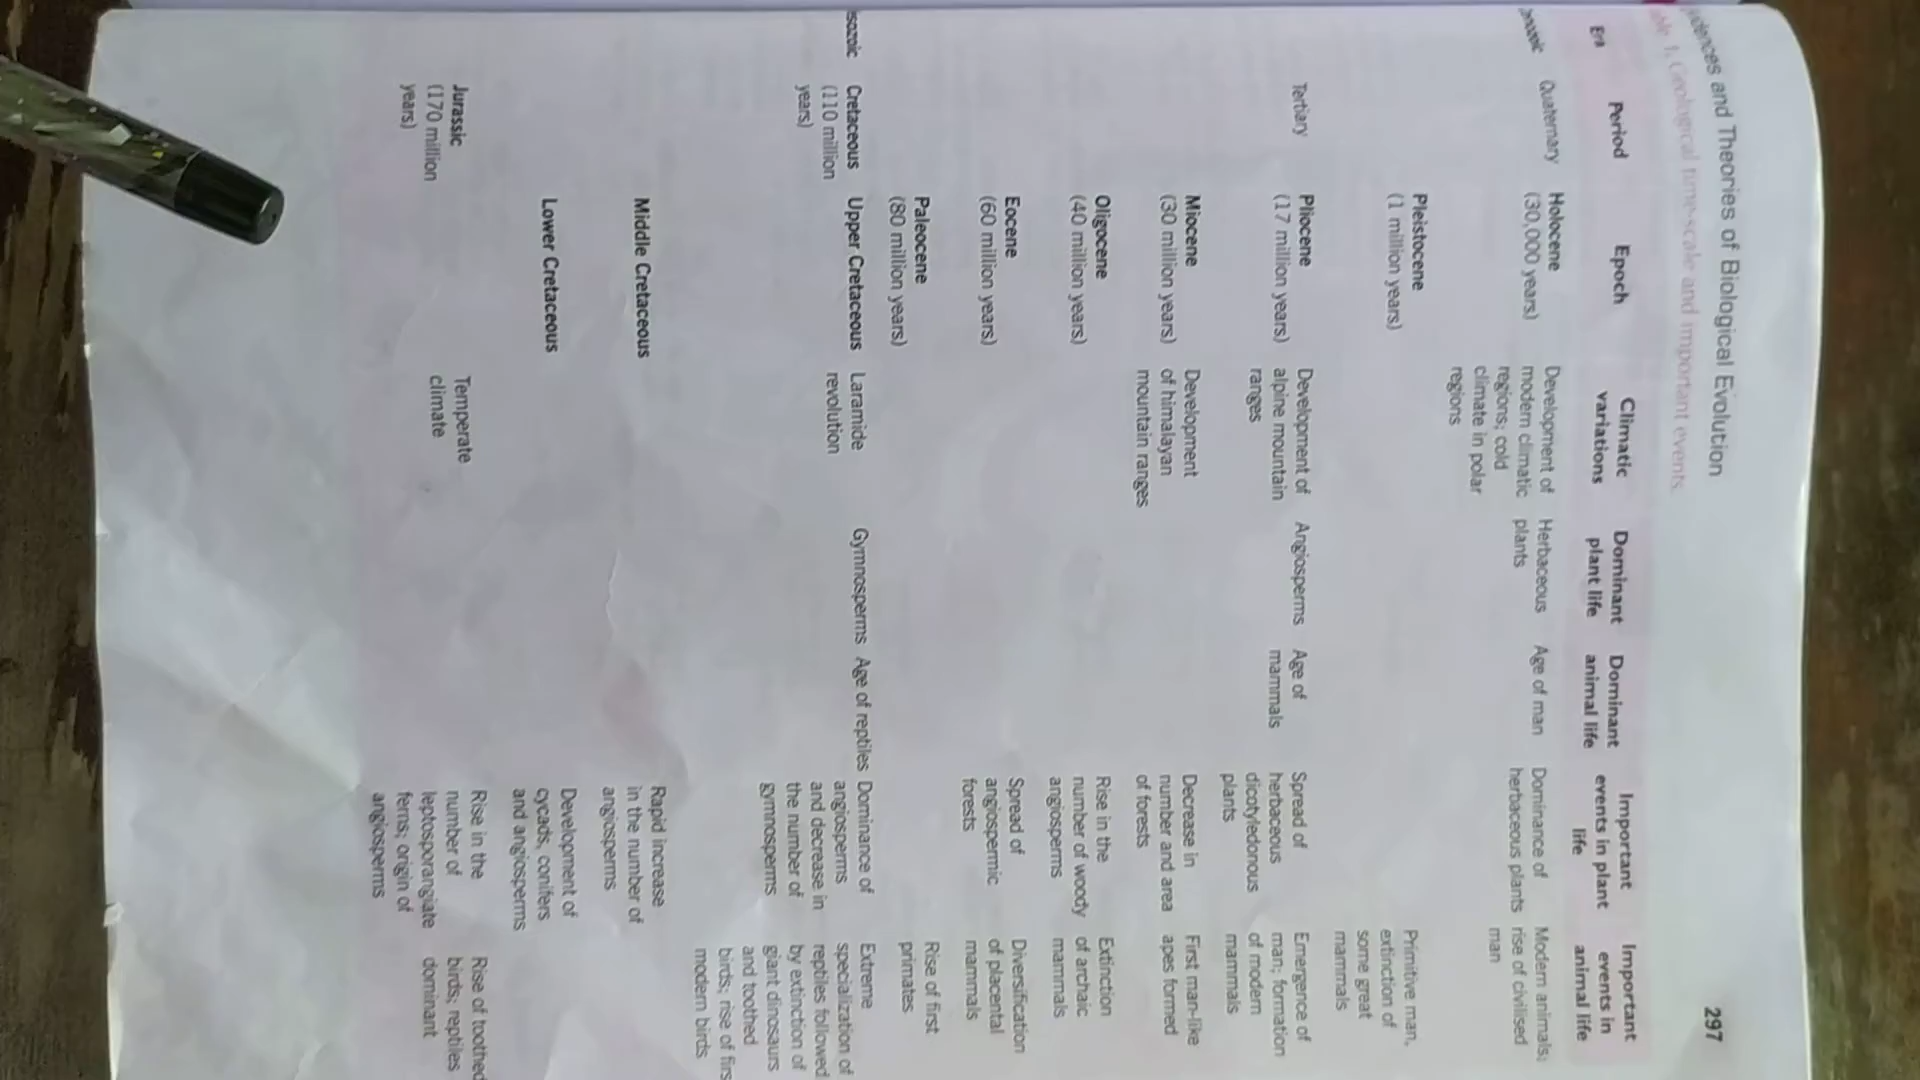 and Theories of Biological Evolution
297
1. Geological time-scale and important events.
Era
Period
Epoch
Climatic
variations
Dominant
plant life
Dominant
animal life
Important
events in plant
life
Important
events in
animal life
Quaternary
Holocene
(30,000 years)
Development of
modern climatic
regions; cold
climate in polar
regions
Herbaceous
plants
Age of man
Dominance of
herbaceous plants
Modern animals;
rise of civilised
man
Pleistocene
(1 million years)
Primitive man,
extinction of
some great
mammals
Tertiary
Pliocene
(17 million years)
Development of
alpine mountain
ranges
Angiosperms
Age of
mammals
Spread of
herbaceous
dicotyledonous
plants
Emergence of
man; formation
of modern
mammals
Miocene
(30 million years)
Development
of himalayan
mountain ranges
Decrease in
number and area
of forests
First man-like
apes formed
Oligocene
(40 million years)
Rise in the
number of woody
angiosperms
Extinction
of archaic
mammals
Eocene
(60 million years)
Spread of
angiospermic
forests
Diversification
of placental
mammals
Paleocene
(80 million years)
Rise of first
primates
esozoic
Cretaceous
(110 million
years)
Upper Cretaceous
Laramide
revolution
Gymnosperms
Age of reptiles
Dominance of
angiosperms
and decrease in
the number of
gymnosperms
Extreme
specialization of
reptiles followed
by extinction of
giant dinosaurs
and toothed
birds; rise of firs
modern birds
Middle Cretaceous
Rapid increase
in the number of
angiosperms
Lower Cretaceous
Development of
cycads, conifers
and angiosperms
Jurassic
(170 million
years)
Temperate
climate
Rise in the
number of
leptosporangiate
ferns; origin of
angiosperms
Rise of toothed
birds; reptiles
dominant